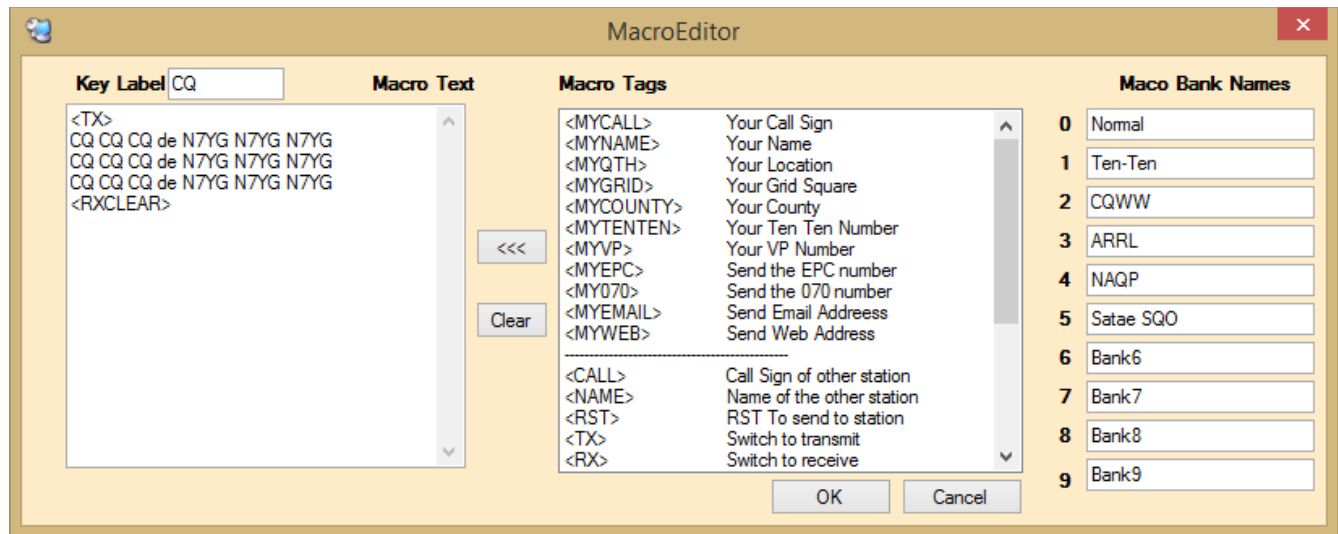 MacroEditor
Key Label CQ Macro Text Macro Tags Maco Bank Names
<TX>
CQ CQ CQ de N7YG N7YG N7YG
CQ CQ CQ de N7YG N7YG N7YG
CQ CQ CQ de N7YG N7YG N7YG
<RXCLEAR>
<<<
Clear
<MYCALL> Your Call Sign
<MYNAME> Your Name
<MYQTH> Your Location
<MYGRID> Your Grid Square
<MYCOUNTY> Your County
<MYTENTEN> Your Ten Ten Number
<MYVP> Your VP Number
<MYEPC> Send the EPC number
<MY070> Send the 070 number
<MYEMAIL> Send Email Addreess
<MYWEB> Send Web Address
----------------------------------------------
<CALL> Call Sign of other station
<NAME> Name of the other station
<RST> RST To send to station
<TX> Switch to transmit
<RX> Switch to receive
OK Cancel
0 Normal
1 Ten-Ten
2 CQWW
3 ARRL
4 NAQP
5 Satae SQO
6 Bank6
7 Bank7
8 Bank8
9 Bank9